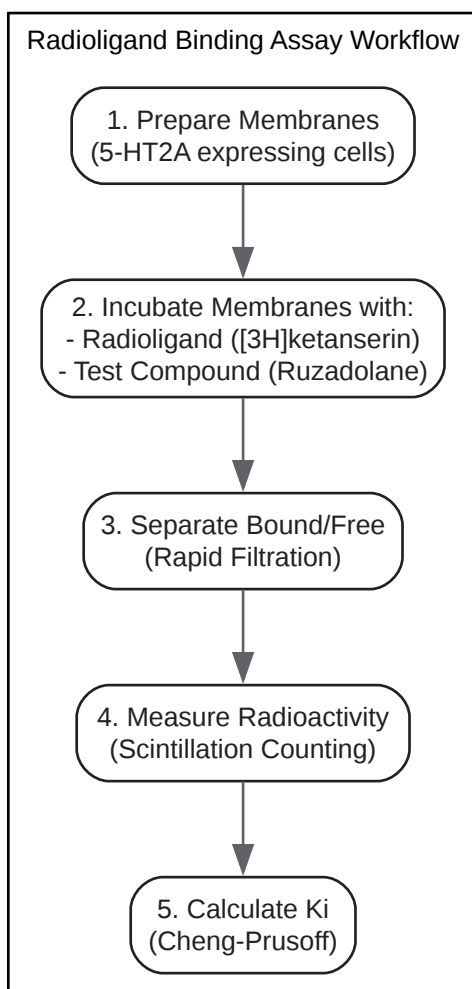 Radioligand Binding Assay Workflow
1. Prepare Membranes
(5-HT2A expressing cells)
2. Incubate Membranes with:
- Radioligand ([3H]ketanserin)
- Test Compound (Ruzadolane)
3. Separate Bound/Free
(Rapid Filtration)
4. Measure Radioactivity
(Scintillation Counting)
5. Calculate Ki
(Cheng-Prusoff)